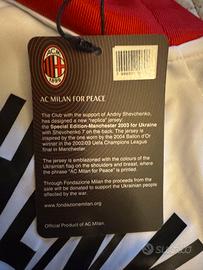 ACM
1899
AC MILAN FOR PEACE
The Club with the support of Andriy Shevchenko,
has designed a new "replica" jersey:
the Special Edition-Manchester 2003 for Ukraine
with Shevchenko 7 on the back. The jersey is
inspired by the one worn by the 2004 Ballon d'Or
winner in the 2002/03 UEFA Champions League
final in Manchester.
The jersey is emblazoned with the colours of the
Ukrainian flag on the shoulders and breast, where
the phrase "AC Milan for Peace" is printed.
Through Fondazione Milan, the proceeds from the
sale will be donated to support the Ukrainian people
affected by the war.
www.fondazionemilan.org
Official Product of AC Milan.
SUBITO